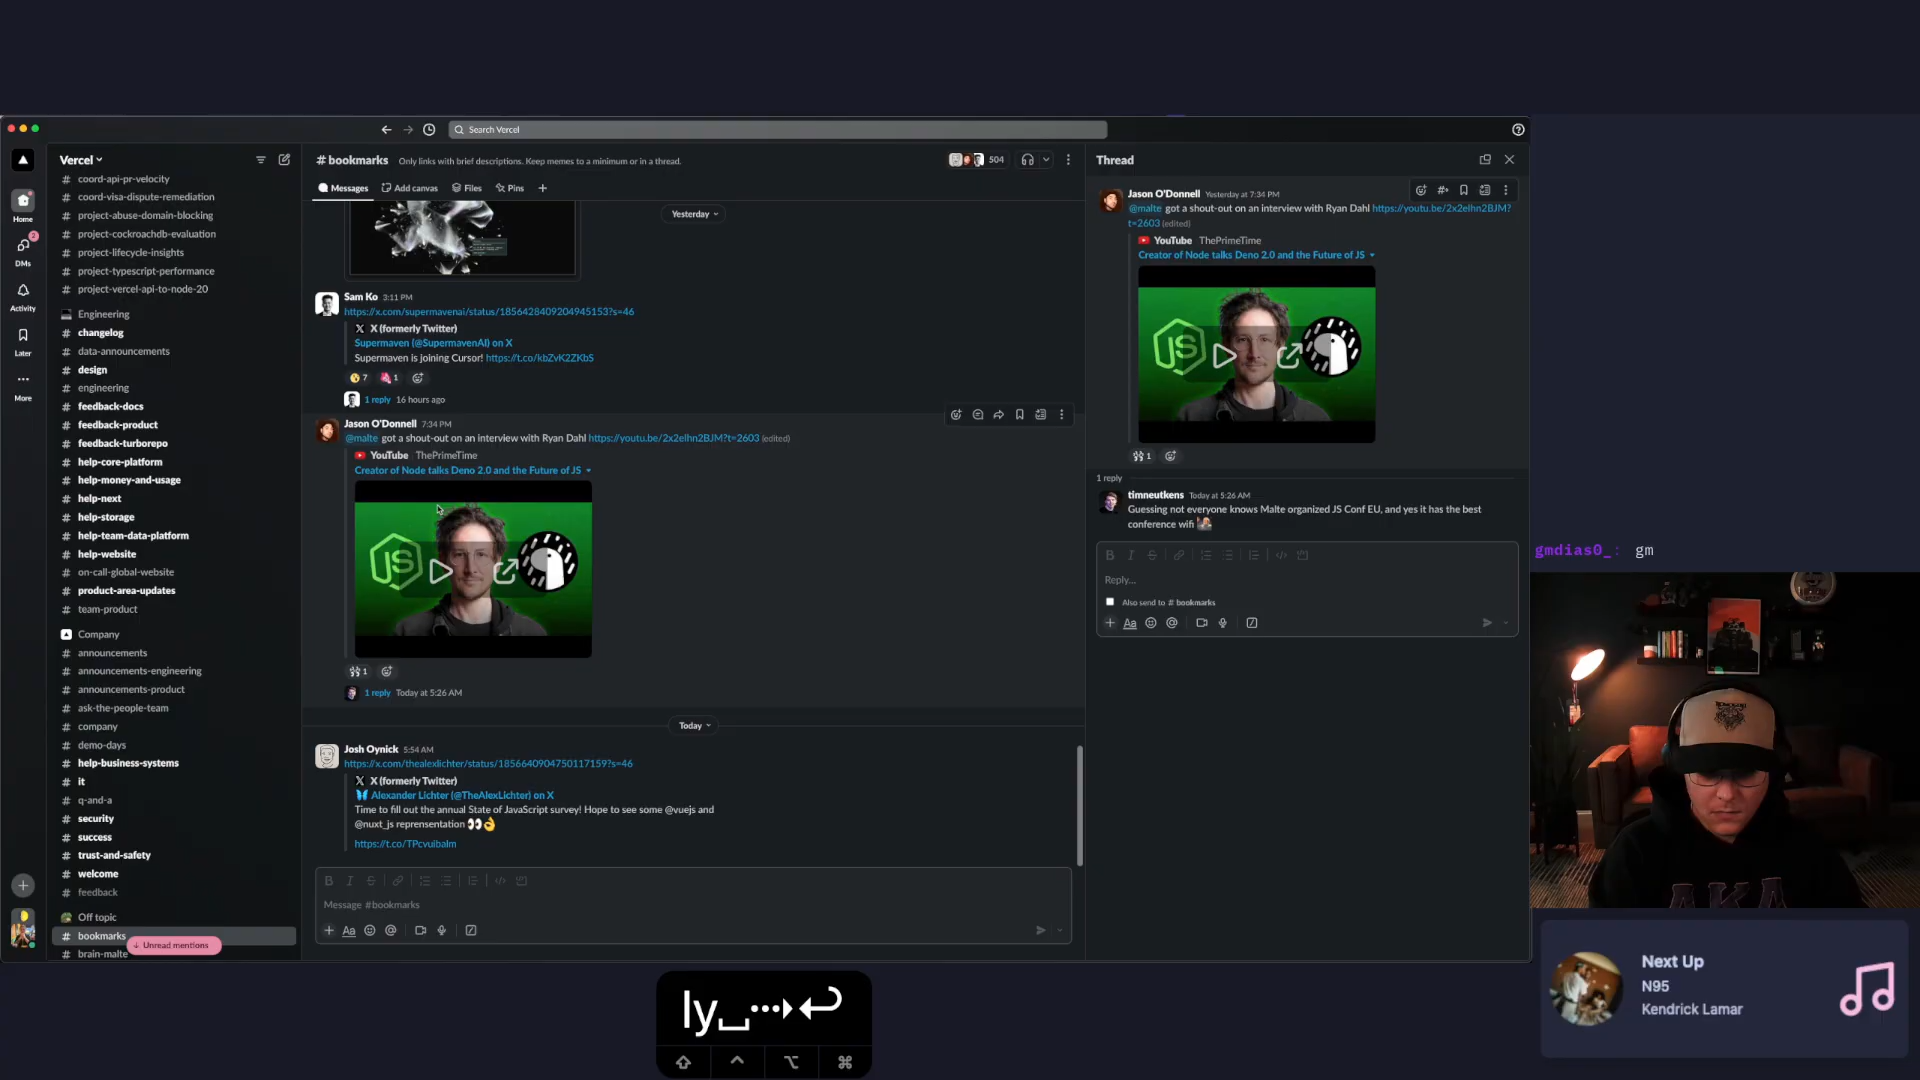 Search Vercel
Vercel
coord-api-pr-velocity
coord-visa-dispute-remediation
project-abuse-domain-blocking
project-cockroachdb-evaluation
project-lifecycle-insights
project-typescript-performance
project-vercel-api-to-node-20
Engineering
changelog
data-announcements
design
engineering
feedback-docs
feedback-product
feedback-turborepo
help-core-platform
help-money-and-usage
help-next
help-storage
help-team-data-platform
help-website
on-call-global-website
product-area-updates
team-product
Company
announcements
announcements-engineering
announcements-product
ask-the-people-team
company
demo-days
help-business-systems
it
q-and-a
security
success
trust-and-safety
welcome
feedback
Off topic
bookmarks
↓ Unread mentions
brain-malte
Home
2
DMs
Activity
Later
More
# bookmarks Only links with brief descriptions. Keep memes to a minimum or in a thread.
504
Messages Add canvas Files Pins
Yesterday
Sam Ko 3:11 PM
https://x.com/supermavenai/status/1856428409204945153?s=46
X (formerly Twitter)
Supermaven (@SupermavenAI) on X
Supermaven is joining Cursor! https://t.co/kbZvK2ZKbS
7 1
1 reply 16 hours ago
Jason O'Donnell 7:34 PM
@malte got a shout-out on an interview with Ryan Dahl https://youtu.be/2x2elhn2BJM?t=2603 (edited)
YouTube ThePrimeTime
Creator of Node talks Deno 2.0 and the Future of JS
JS
1
1 reply Today at 5:26 AM
Today
Josh Oynick 5:54 AM
https://x.com/thealexlichter/status/1856640904750117159?s=46
X (formerly Twitter)
Alexander Lichter (@TheAlexLichter) on X
Time to fill out the annual State of JavaScript survey! Hope to see some @vuejs and
@nuxt_js reprensentation 👀👌
https://t.co/TPcvuibalm
Message #bookmarks
Thread
Jason O'Donnell Yesterday at 7:34 PM
@malte got a shout-out on an interview with Ryan Dahl https://youtu.be/2x2elhn2BJM?
t=2603 (edited)
YouTube ThePrimeTime
Creator of Node talks Deno 2.0 and the Future of JS
JS
1
1 reply
timneutkens Today at 5:26 AM
Guessing not everyone knows Malte organized JS Conf EU, and yes it has the best
conference wifi
Reply...
Also send to # bookmarks
gmdias0_: gm
AKA
Next Up
N95
Kendrick Lamar
ly